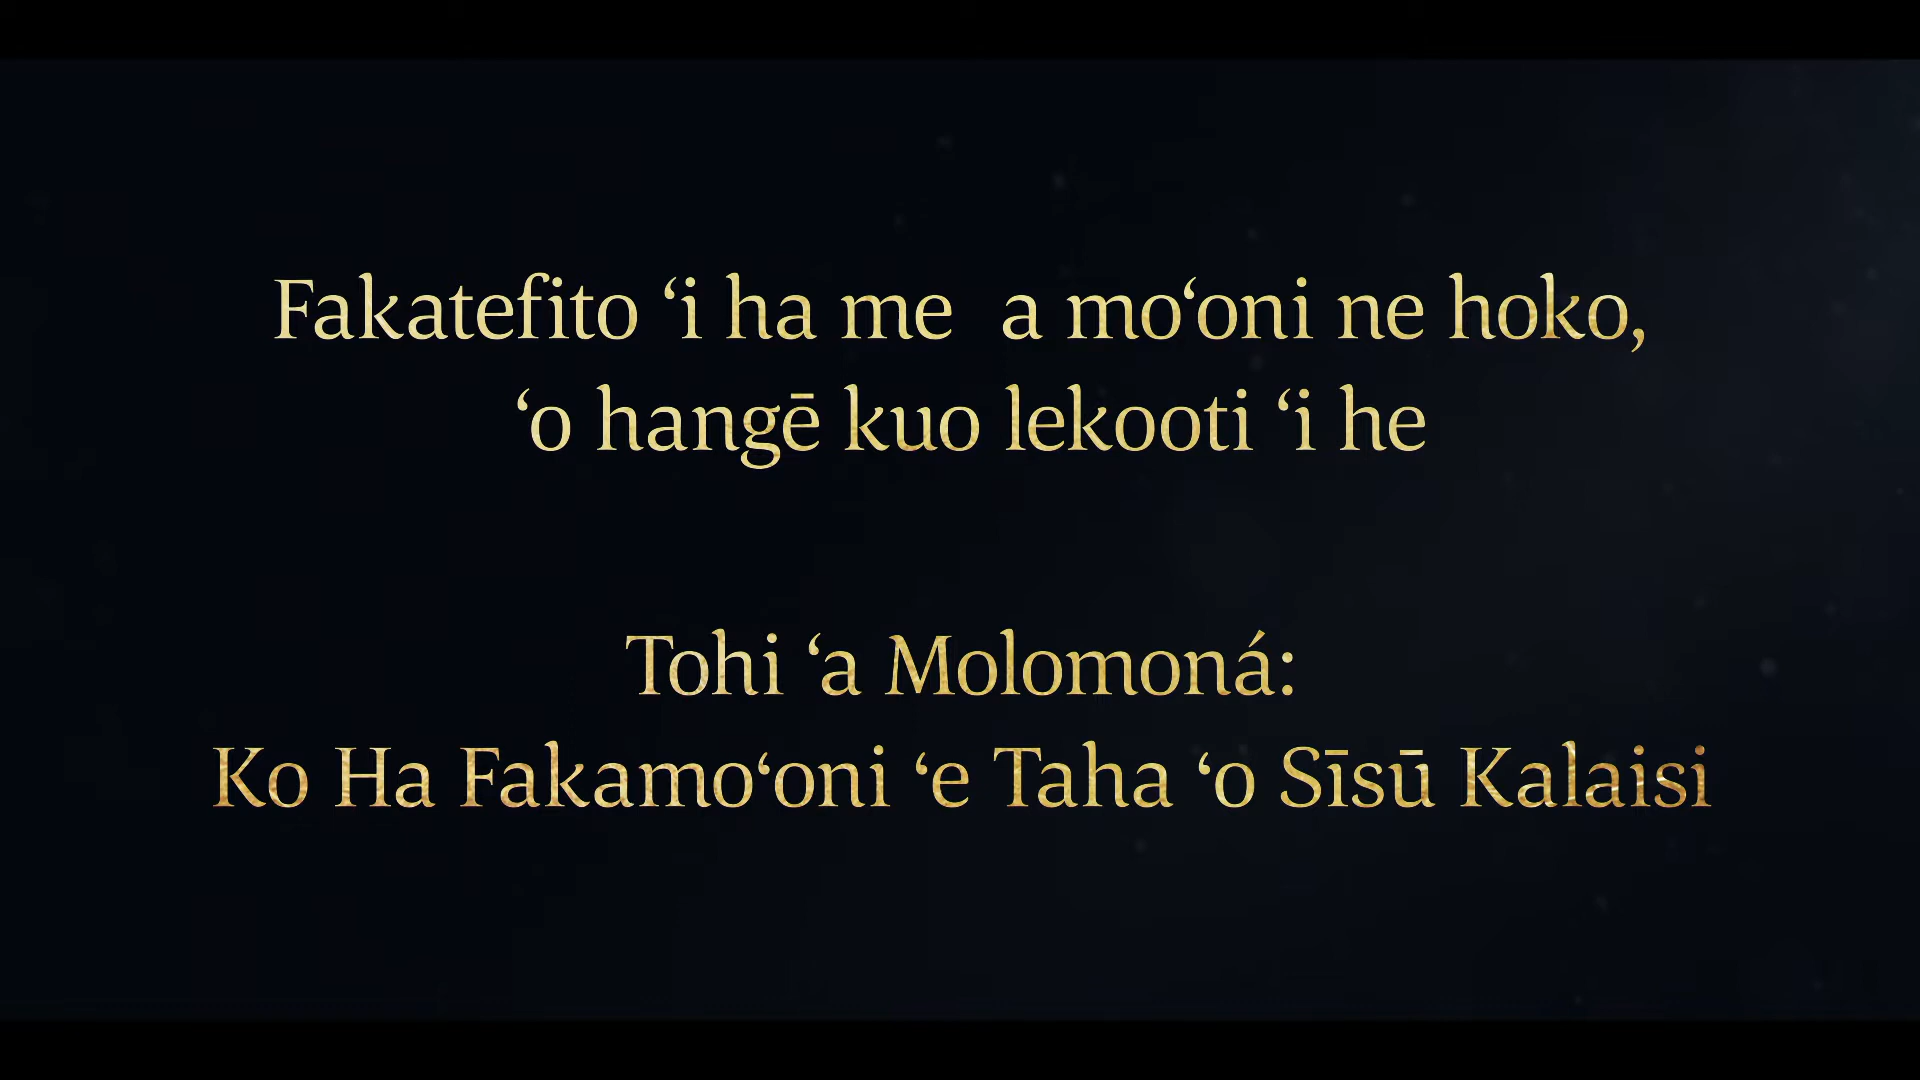 Fakatefito ‘i ha me a mo‘oni ne hoko,
‘o hangē kuo lekooti ‘i he
Tohi ‘a Molomoná:
Ko Ha Fakamo‘oni ‘e Taha ‘o Sīsū Kalaisi